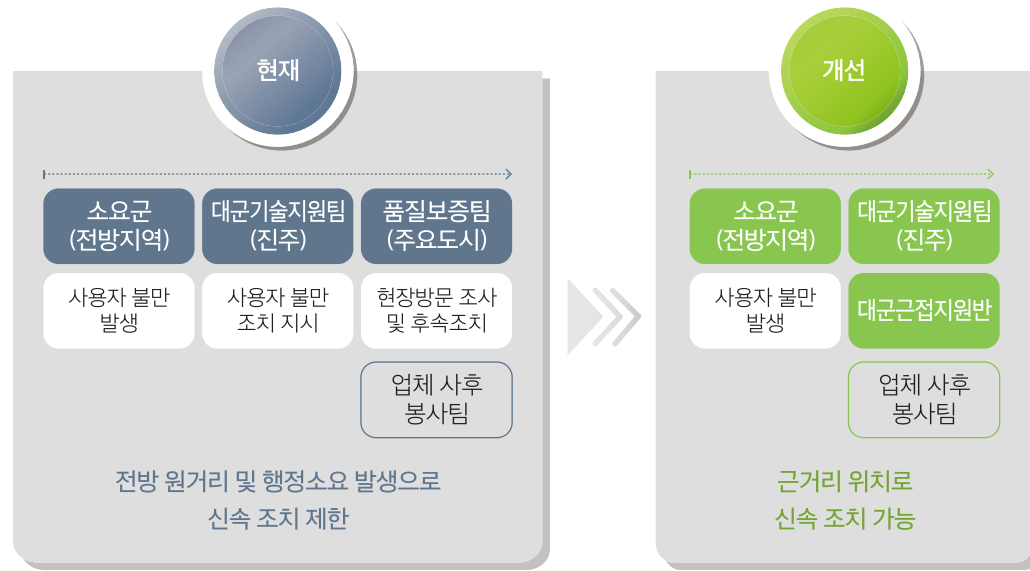 현재
소요군
(전방지역)
대군기술지원팀
(진주)
품질보증팀
(주요도시)
사용자 불만
발생
사용자 불만
조치 지시
현장방문 조사
및 후속조치
업체 사후
봉사팀
전방 원거리 및 행정소요 발생으로
신속 조치 제한
개선
소요군
(전방지역)
대군기술지원팀
(진주)
사용자 불만
발생
대군근접지원반
업체 사후
봉사팀
근거리 위치로
신속 조치 가능